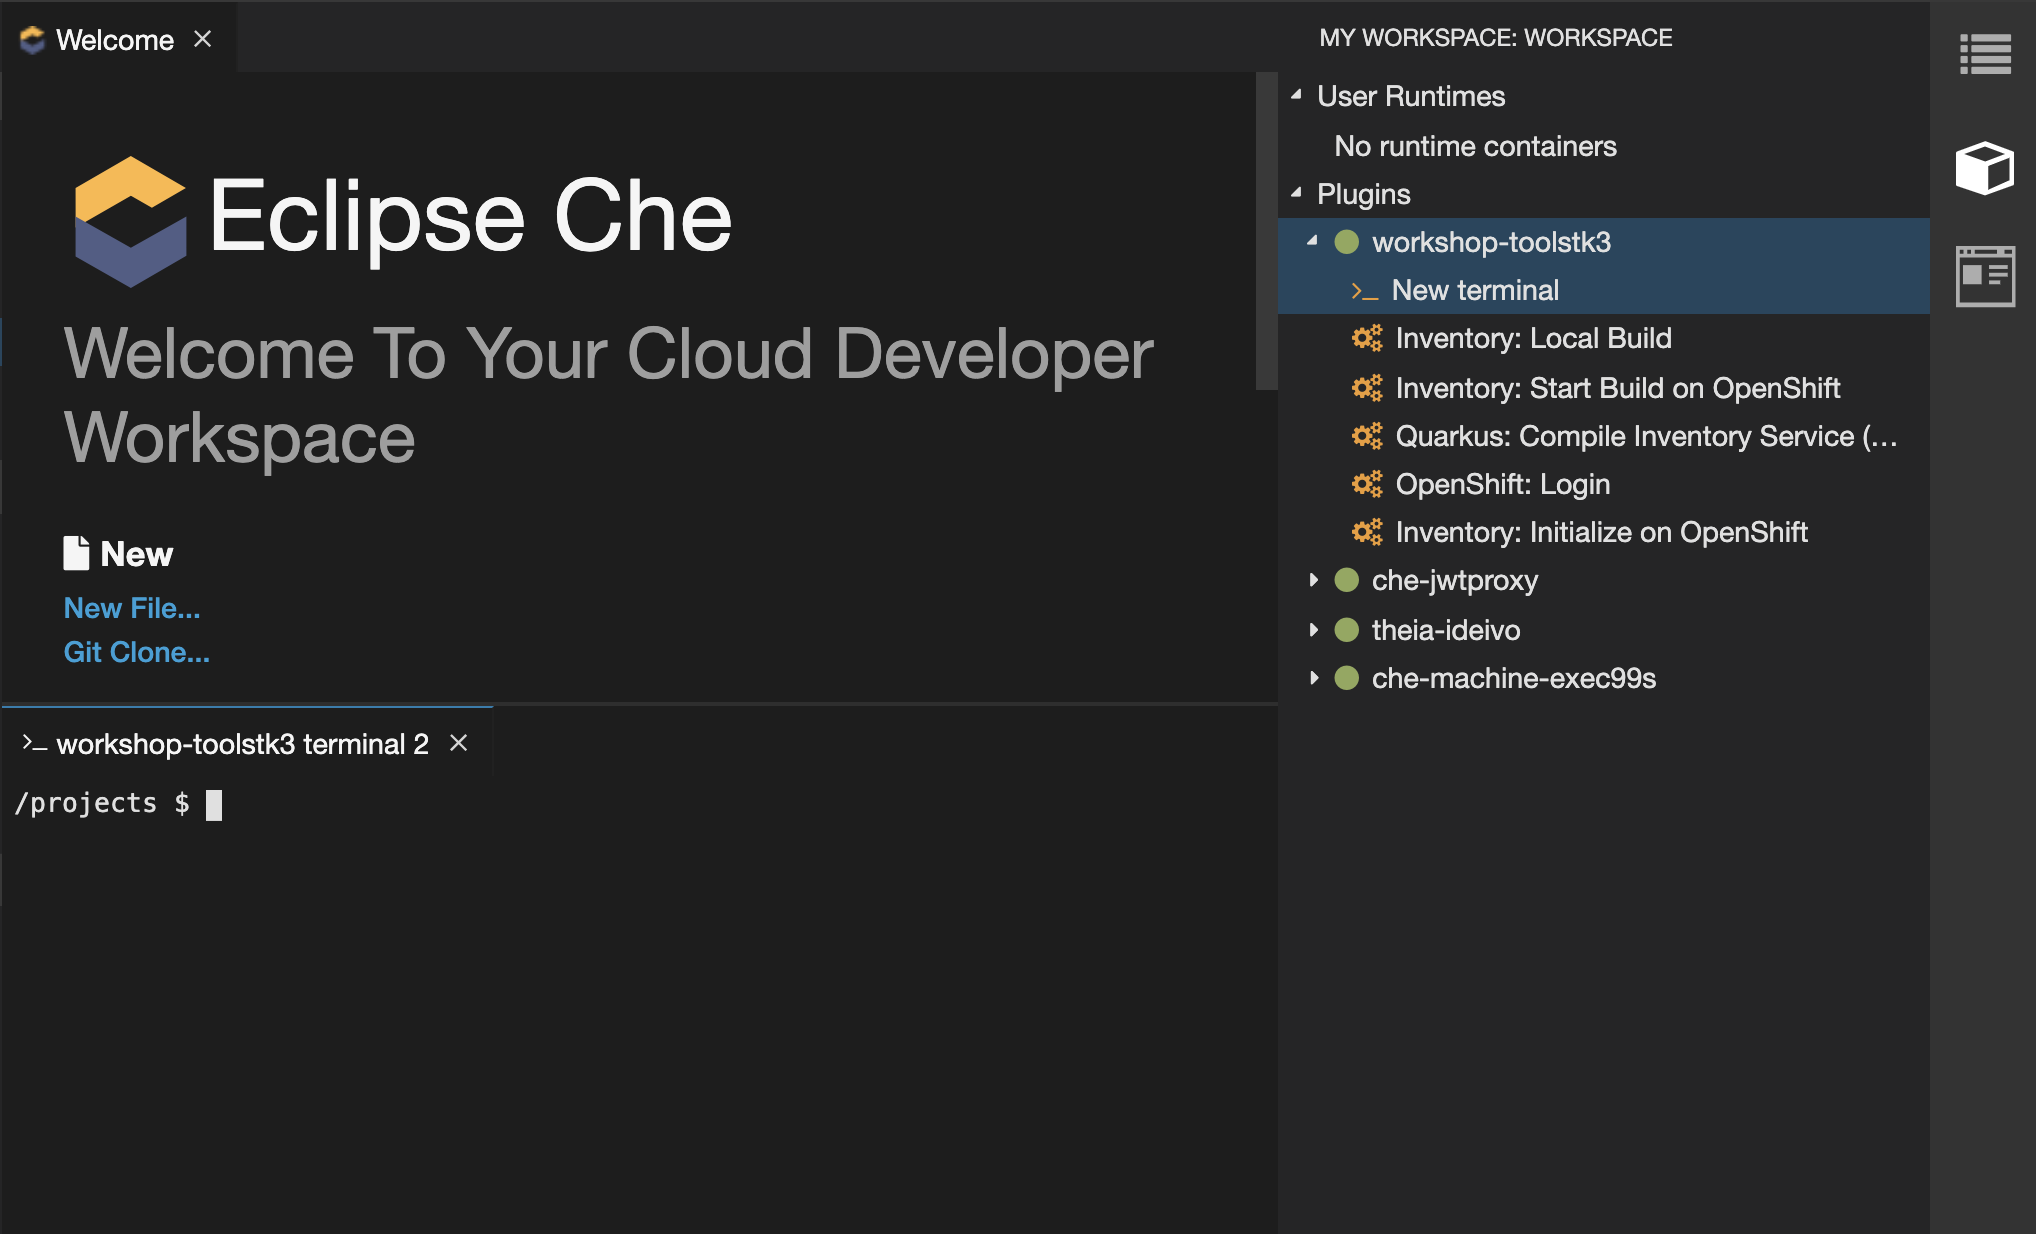 Welcome
Eclipse Che
Welcome To Your Cloud Developer
Workspace
New
New File...
Git Clone...
workshop-toolstk3 terminal 2
/projects $
MY WORKSPACE: WORKSPACE
User Runtimes
No runtime containers
Plugins
workshop-toolstk3
New terminal
Inventory: Local Build
Inventory: Start Build on OpenShift
Quarkus: Compile Inventory Service (...
OpenShift: Login
Inventory: Initialize on OpenShift
che-jwtproxy
theia-ideivo
che-machine-exec99s